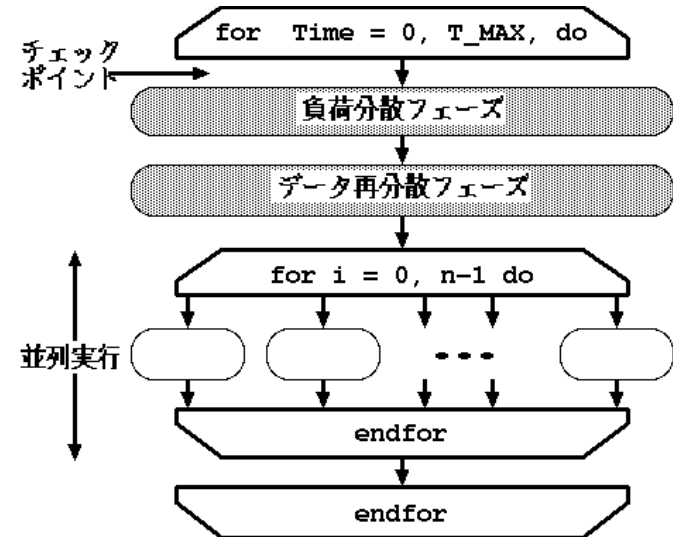 for Time = 0, T_MAX, do
チェック
ポイント
負荷分散フェーズ
データ再分散フェーズ
for i = 0, n-1 do
並列実行
endfor
endfor